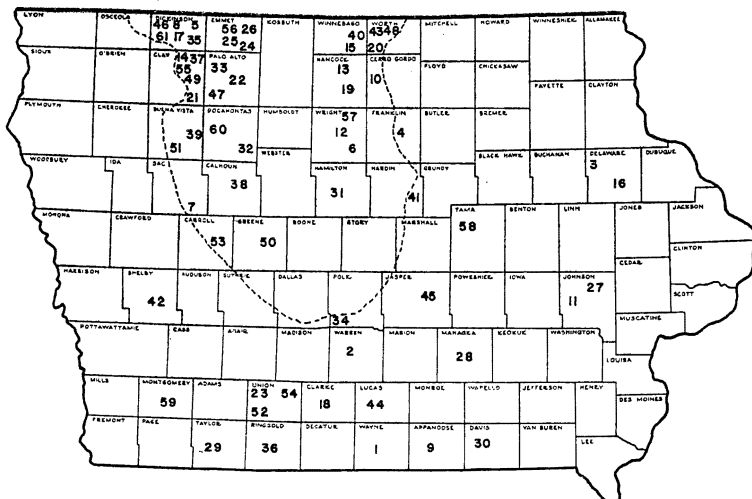 LYON OSCEOLA DICKINSON EMMET KOSSUTH WINNEBAGO WORTH MITCHELL HOWARD WINNESHIEK ALLAMAKEE
46 8 5 56 26 40 43 48
61 17 35 25 24 15 20
SIOUX O'BRIEN CLAY PALO ALTO HANCOCK CERRO GORDO FLOYD CHICKASAW FAYETTE CLAYTON
14 37 33 13 10
55 49 22 19
21 47
PLYMOUTH CHEROKEE BUENA VISTA POCAHONTAS HUMBOLDT WRIGHT FRANKLIN BUTLER BREMER
57
39 60 12 4
51 32 6
WOODBURY IDA SAC CALHOUN WEBSTER HAMILTON HARDIN GRUNDY BLACK HAWK BUCHANAN DELAWARE DUBUQUE
3
38 31 16
7 41
MONONA CRAWFORD CARROLL GREENE BOONE STORY MARSHALL TAMA BENTON LINN JONES JACKSON
53 50 58
CLINTON
CEDAR
HARRISON SHELBY AUDUBON GUTHRIE DALLAS POLK JASPER POWESHIEK IOWA JOHNSON SCOTT
42 45 27
11
34 MUSCATINE
POTTAWATTAMIE CASS ADAIR MADISON WARREN MARION MAHASKA KEOKUK WASHINGTON LOUISA
2 28
MILLS MONTGOMERY ADAMS UNION CLARKE LUCAS MONROE WAPELLO JEFFERSON HENRY DES MOINES
23 54
59 52 18 44
FREMONT PAGE TAYLOR RINGGOLD DECATUR WAYNE APPANOOSE DAVIS VAN BUREN LEE
29 36 1 9 30